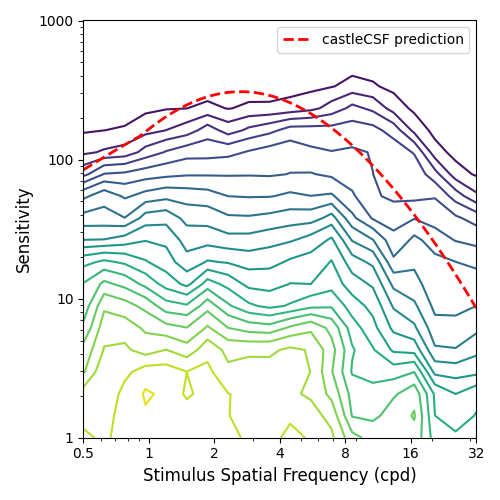 1000
castleCSF prediction
100
Sensitivity
10
1
0.5 1 2 4 8 16 32
Stimulus Spatial Frequency (cpd)